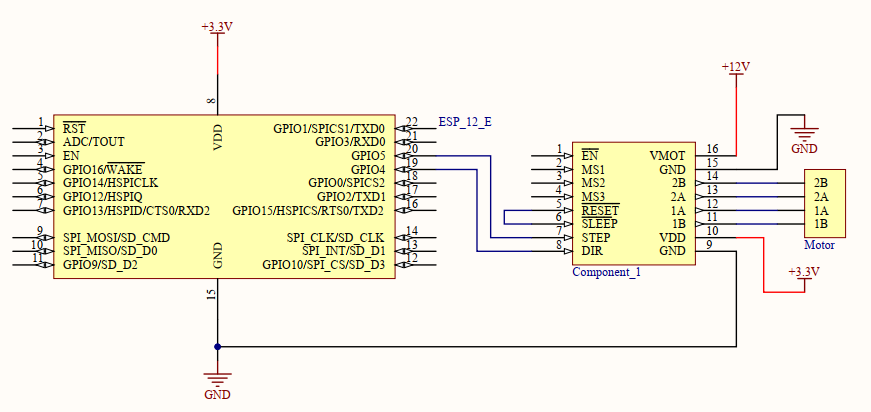 +3.3V
8
VDD
1 RST
2 ADC/TOUT
3 EN
4 GPIO16/WAKE
5 GPIO14/HSPICLK
6 GPIO12/HSPIQ
7 GPIO13/HSPID/CTS0/RXD2
9 SPI_MOSI/SD_CMD
10 SPI_MISO/SD_D0
11 GPIO9/SD_D2
GPIO1/SPICS1/TXD0 22
GPIO3/RXD0 21
GPIO5 20
GPIO4 19
GPIO0/SPICS2 18
GPIO2/TXD1 17
GPIO15/HSPICS/RTS0/TXD2 16
SPI_CLK/SD_CLK 14
SPI_INT/SD_D1 13
GPIO10/SPI_CS/SD_D3 12
GND
15
GND
ESP_12_E
1 EN
2 MS1
3 MS2
4 MS3
5 RESET
6 SLEEP
7 STEP
8 DIR
VMOT 16
GND 15
2B 14
2A 13
1A 12
1B 11
VDD 10
GND 9
Component_1
+12V
GND
2B
2A
1A
1B
Motor
+3.3V